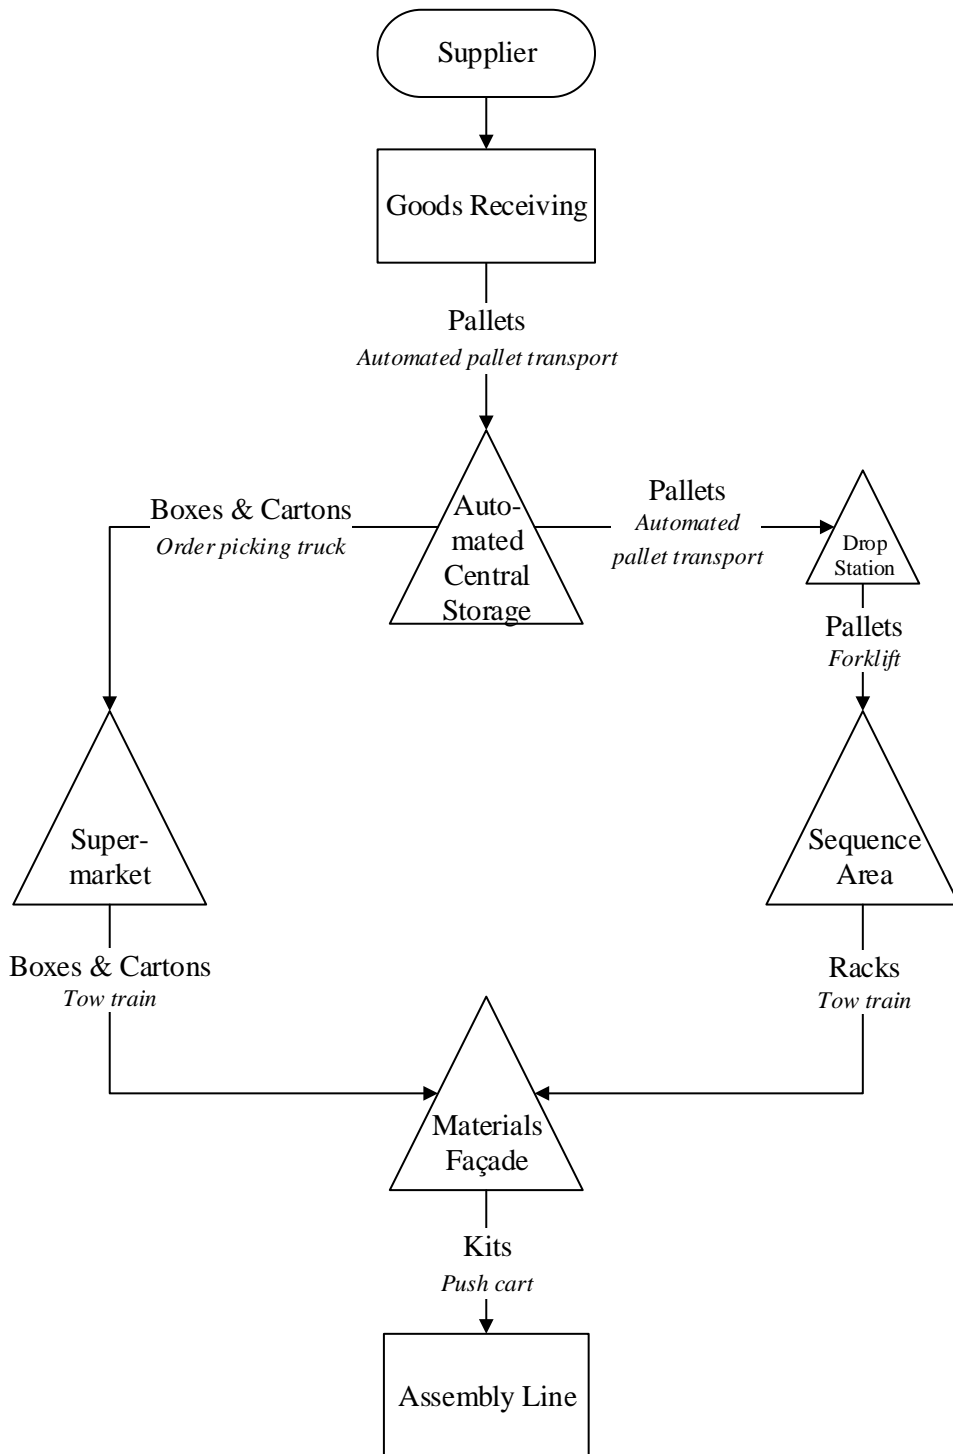 Supplier
Goods Receiving
Pallets
Automated pallet transport
Boxes & Cartons
Order picking truck
Auto-
mated
Central
Storage
Pallets
Automated
pallet transport
Drop
Station
Pallets
Forklift
Super-
market
Sequence
Area
Boxes & Cartons
Tow train
Racks
Tow train
Materials
Façade
Kits
Push cart
Assembly Line